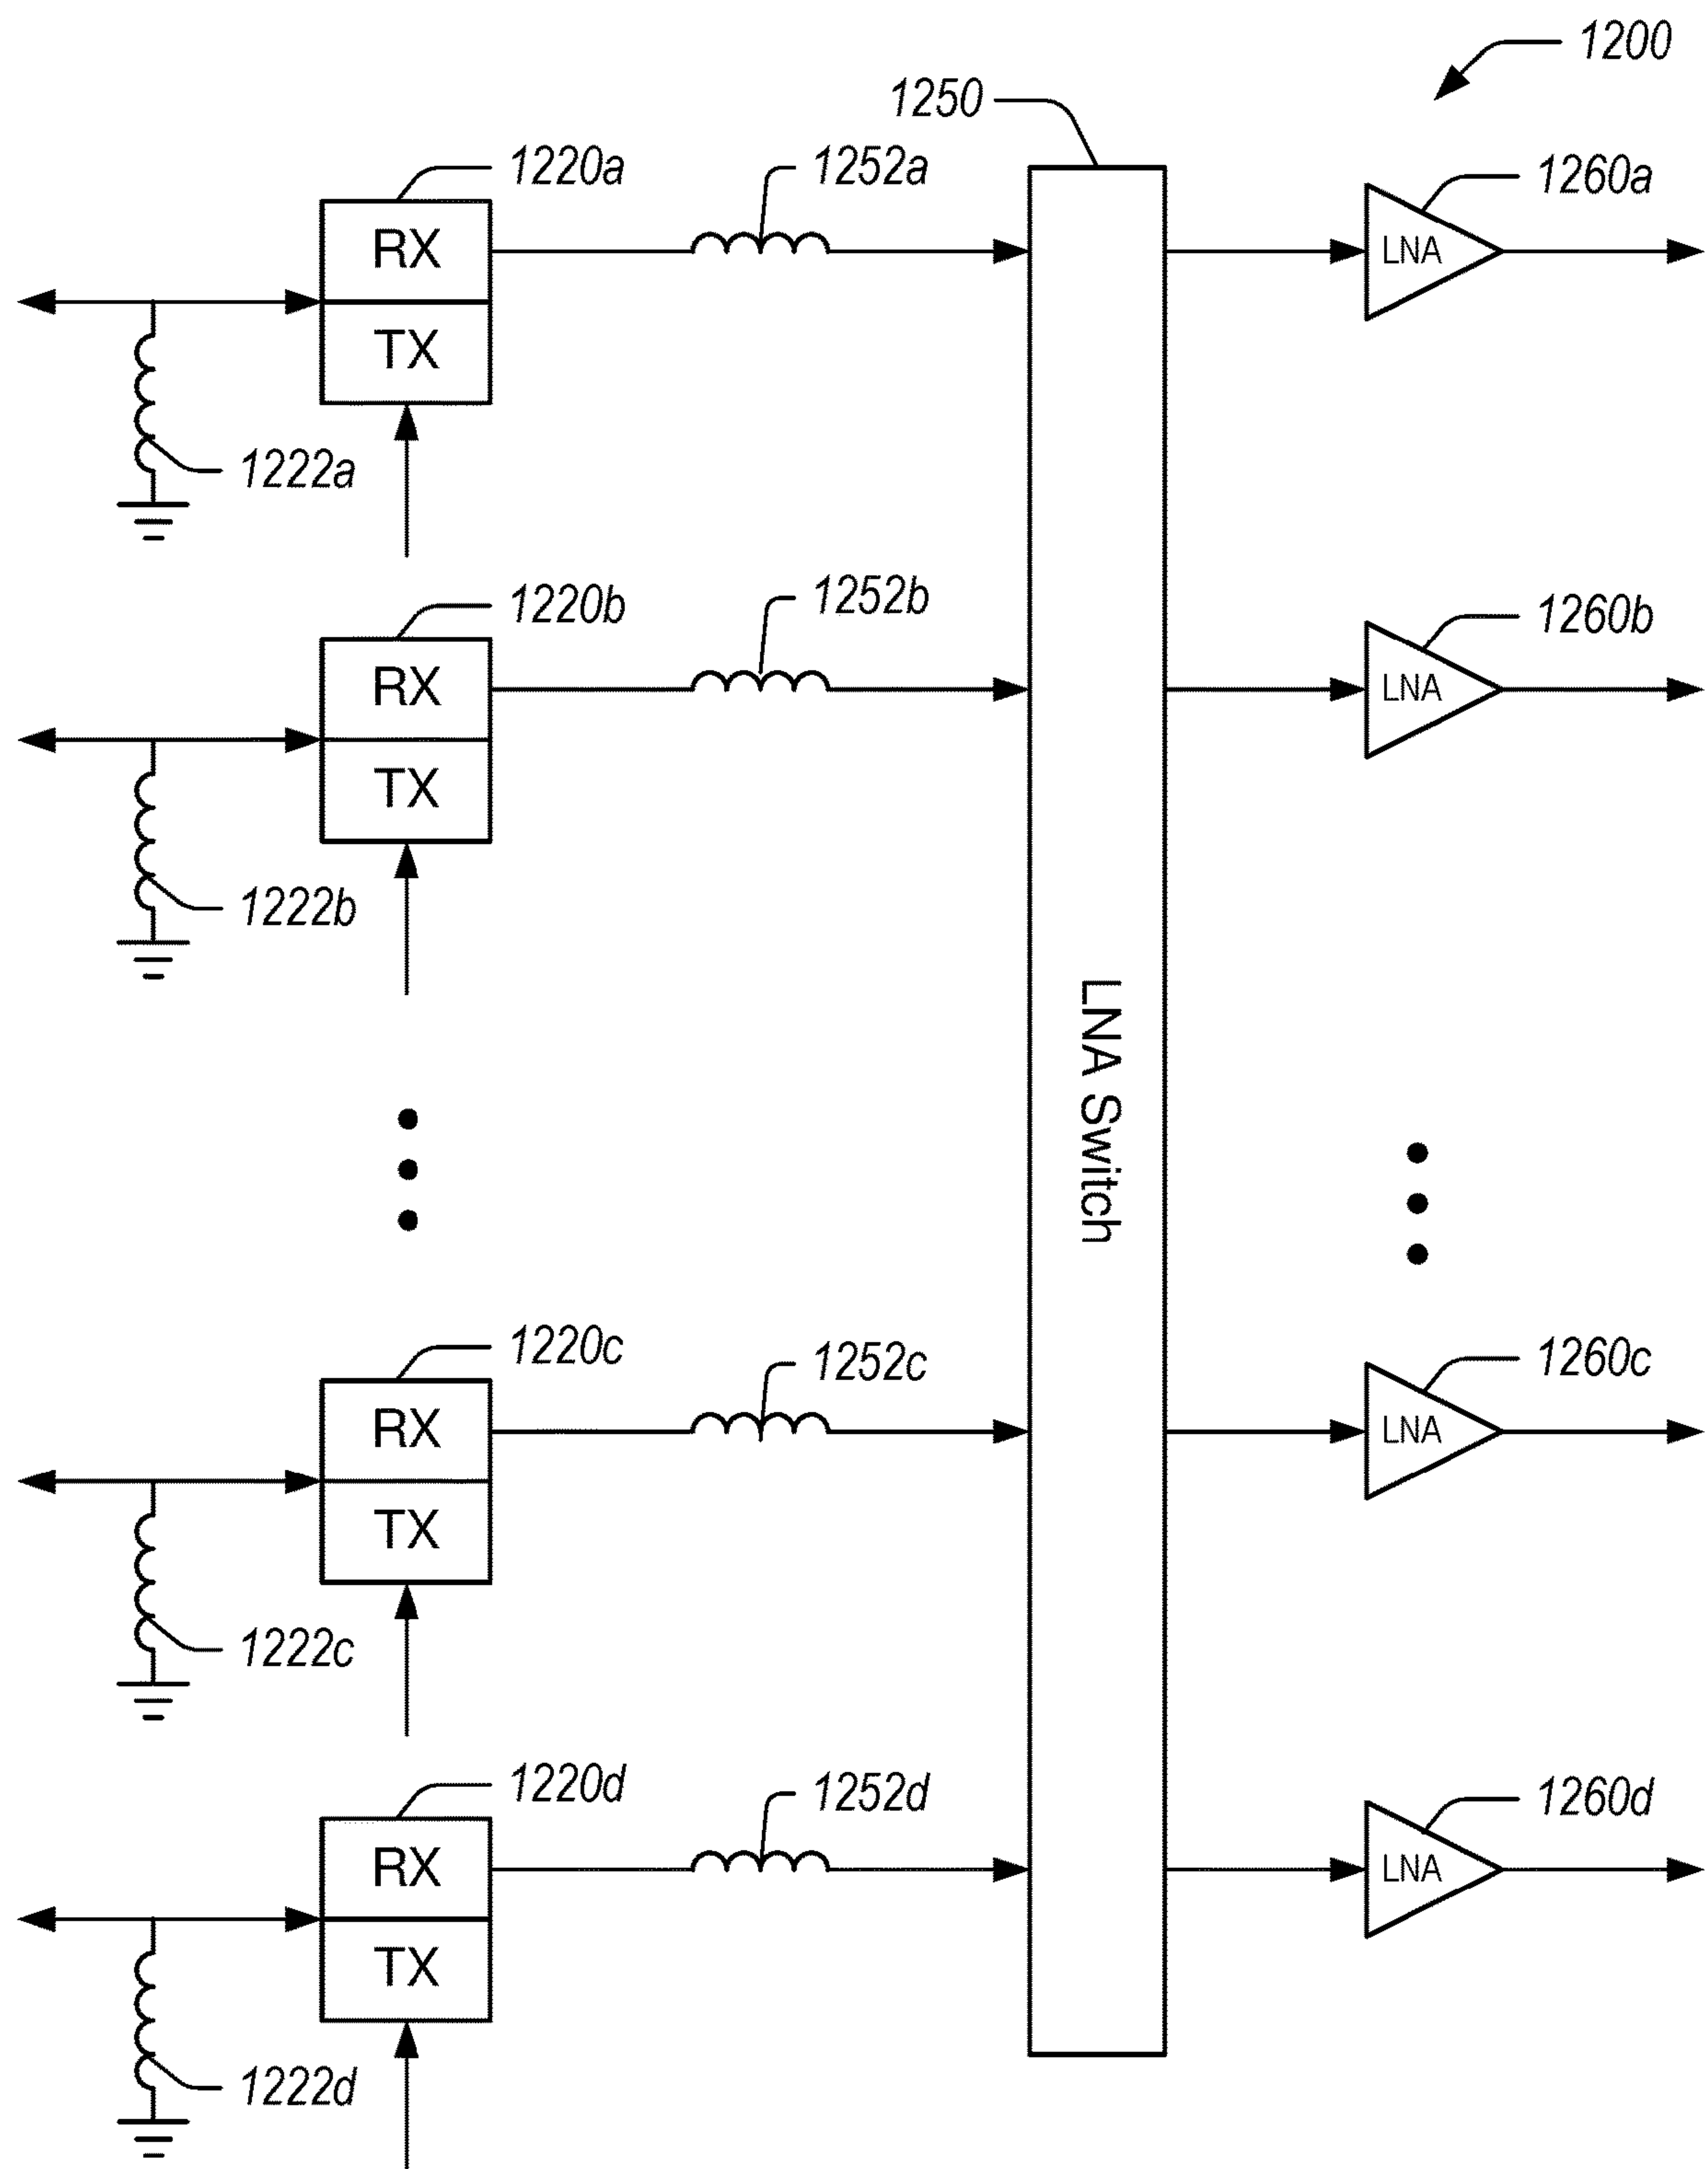 1200
1250
1220a
1252a
1260a
RX
LNA
TX
1222a
1220b
1252b
1260b
RX
LNA
TX
1222b
LNA Switch
1220c
1252c
1260c
RX
LNA
TX
1222c
1220d
1252d
1260d
RX
LNA
TX
1222d